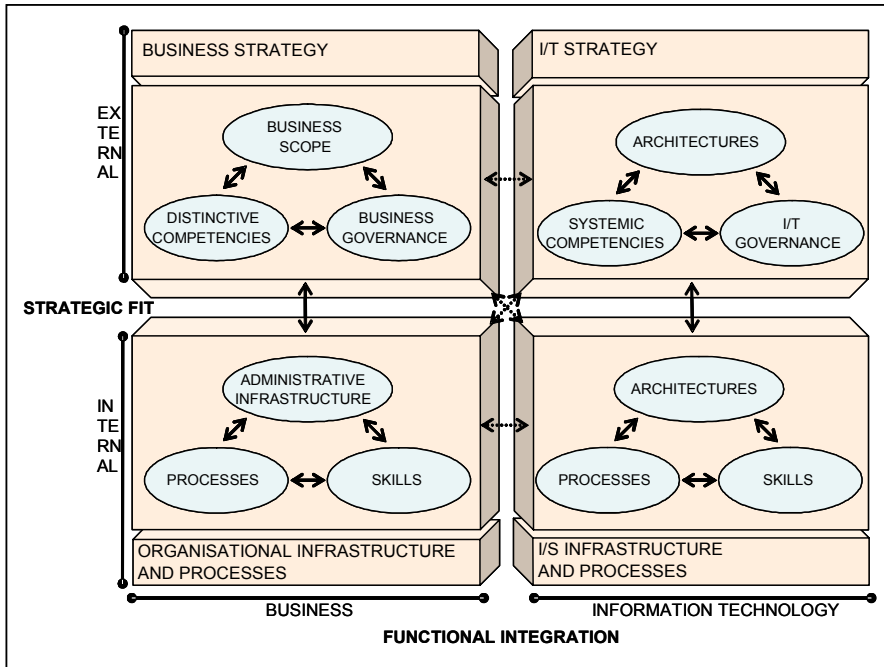 BUSINESS STRATEGY
I/T STRATEGY
EX
TE
RN
AL
BUSINESS
SCOPE
DISTINCTIVE
COMPETENCIES
BUSINESS
GOVERNANCE
ARCHITECTURES
SYSTEMIC
COMPETENCIES
I/T
GOVERNANCE
STRATEGIC FIT
IN
TE
RN
AL
ADMINISTRATIVE
INFRASTRUCTURE
PROCESSES
SKILLS
ARCHITECTURES
PROCESSES
SKILLS
ORGANISATIONAL INFRASTRUCTURE
AND PROCESSES
I/S INFRASTRUCTURE
AND PROCESSES
BUSINESS
INFORMATION TECHNOLOGY
FUNCTIONAL INTEGRATION